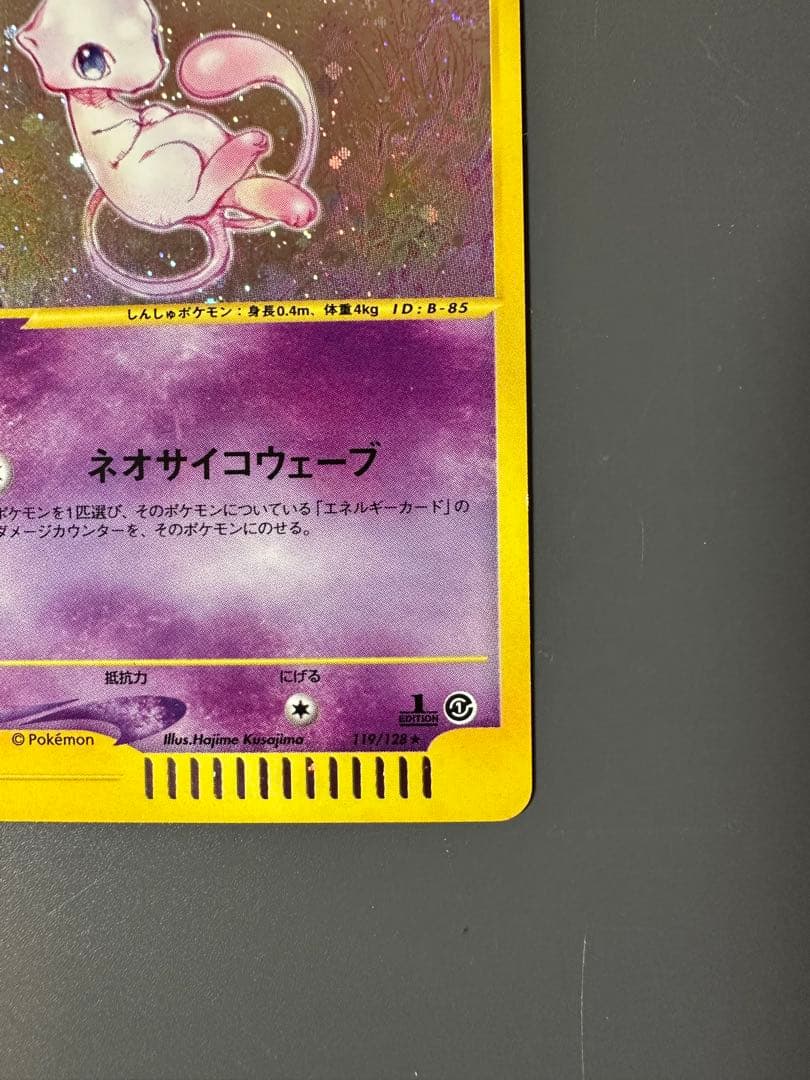 しんしゅポケモン：身長0.4m、体重4kg ID:B-85
ネオサイコウェーブ
ポケモンを1匹選び、そのポケモンについている「エネルギーカード」の
ダメージカウンターを、そのポケモンにのせる。
抵抗力 にげる
1
EDITION
© Pokémon Illus.Hajime Kusajima 119/128★